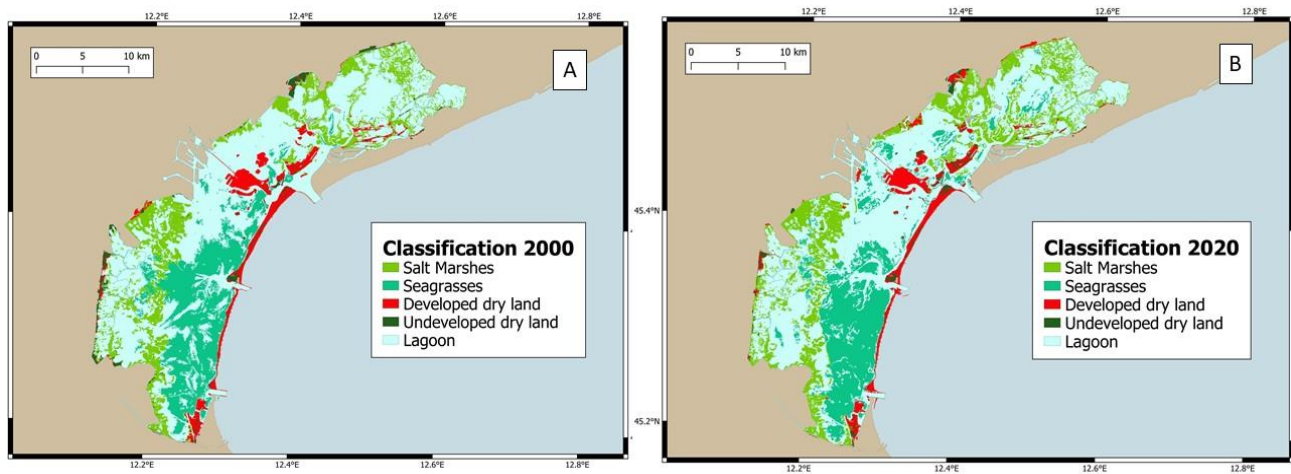 12.2°E 12.4°E 12.6°E 12.8°E
0 5 10 km
A
Classification 2000
Salt Marshes
Seagrasses
Developed dry land
Undeveloped dry land
Lagoon
12.2°E 12.4°E 12.6°E 12.8°E
12.2°E 12.4°E 12.6°E 12.8°E
0 5 10 km
B
45.4°N
Classification 2020
Salt Marshes
Seagrasses
Developed dry land
Undeveloped dry land
Lagoon
45.2°N
12.2°E 12.4°E 12.6°E 12.8°E